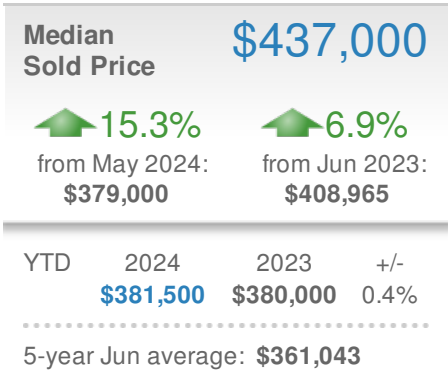 Median $437,000
Sold Price
15.3% 6.9%
from May 2024: from Jun 2023:
$379,000 $408,965
YTD 2024 2023 +/-
$381,500 $380,000 0.4%
5-year Jun average: $361,043